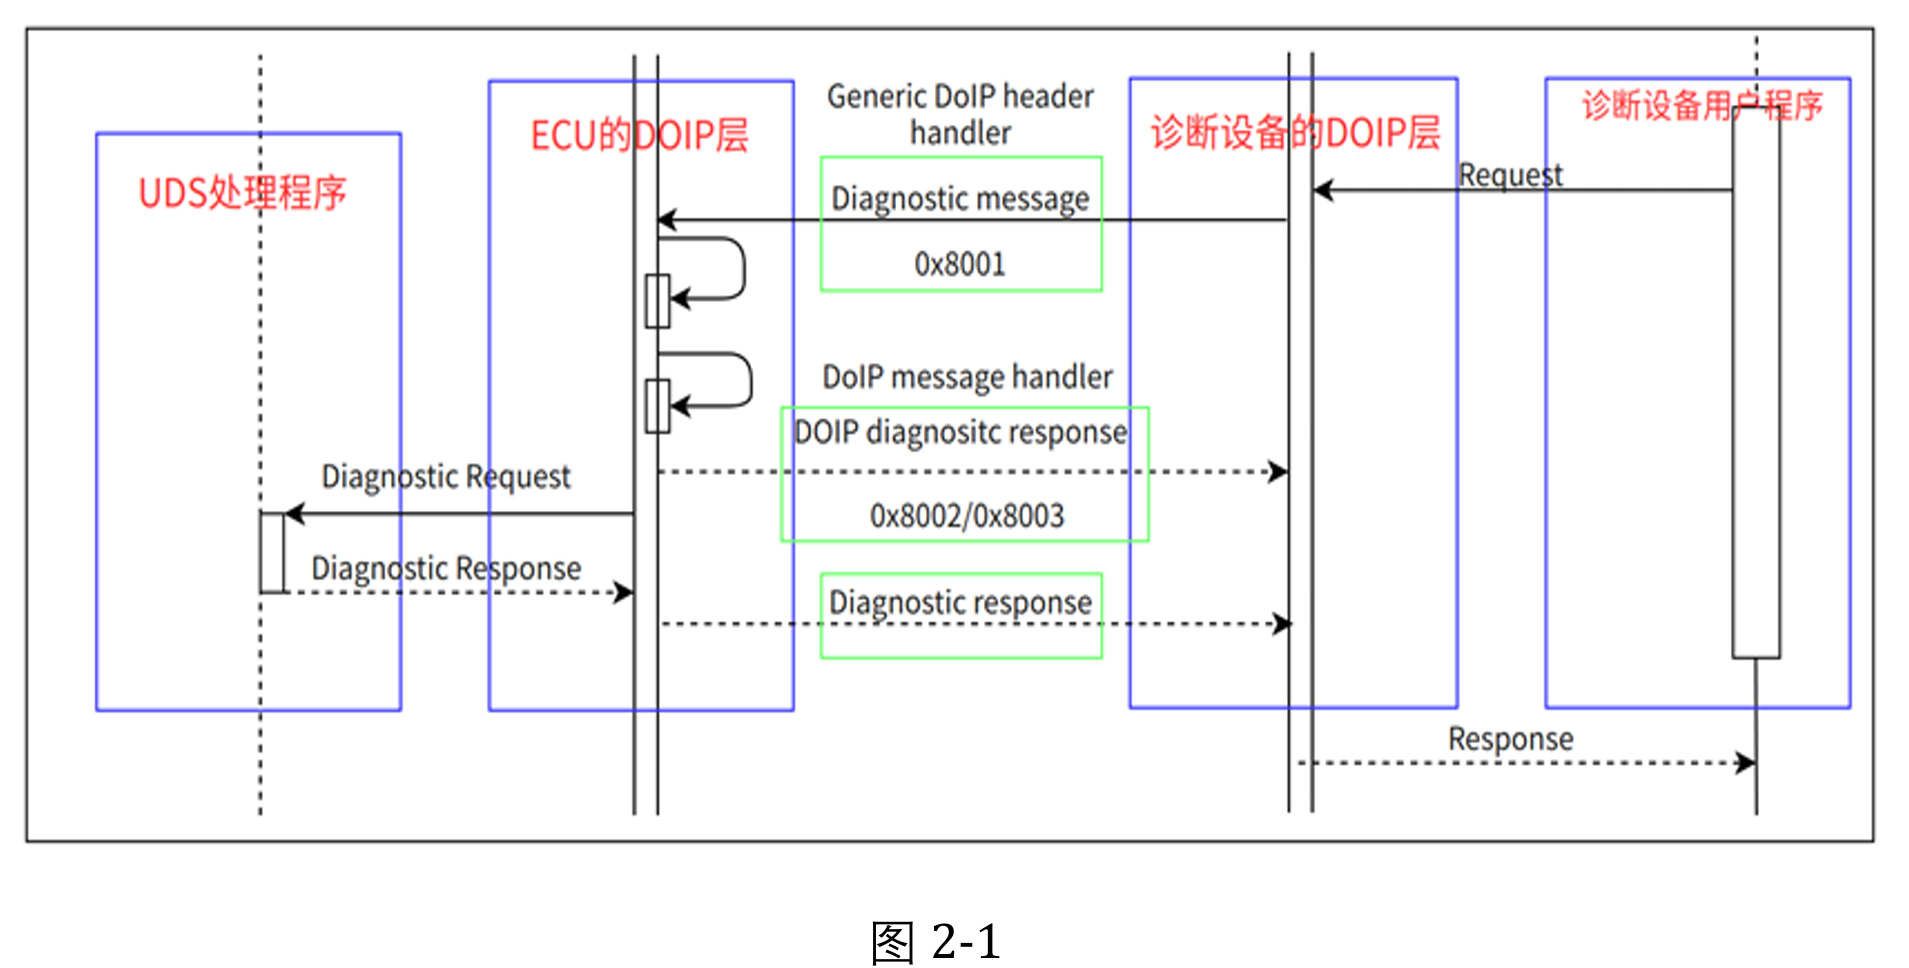 Generic DoIP header
handler
诊断设备用户程序
ECU的DOIP层
诊断设备的DOIP层
UDS处理程序
Request
Diagnostic message
0x8001
DoIP message handler
DOIP diagnositc response
Diagnostic Request
0x8002/0x8003
Diagnostic Response
Diagnostic response
Response
图 2-1